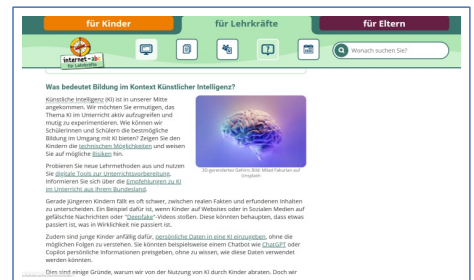 für Kinder
für Lehrkräfte
für Eltern
internet-abc
für Lehrkräfte
Wonach suchen Sie?
Was bedeutet Bildung im Kontext Künstlicher Intelligenz?
Künstliche Intelligenz (KI) ist in unserer Mitte
angekommen. Wir möchten Sie ermutigen, das
Thema KI im Unterricht aktiv aufzugreifen und
mutig zu experimentieren. Wie können wir
Schülerinnen und Schülern die bestmögliche
Bildung im Umgang mit KI bieten? Zeigen Sie den
Kindern die technischen Möglichkeiten und weisen
Sie auf mögliche Risiken hin.
3D-gerendertes Gehirn; Bild: Milad Fakurian auf
Unsplash
Probieren Sie neue Lehrmethoden aus und nutzen
Sie digitale Tools zur Unterrichtsvorbereitung.
Informieren Sie sich über die Empfehlungen zu KI
im Unterricht aus Ihrem Bundesland.
Gerade jüngeren Kindern fällt es oft schwer, zwischen realen Fakten und erfundenen Inhalten
zu unterscheiden. Ein Beispiel dafür ist, wenn Kinder auf Websites oder in Sozialen Medien auf
gefälschte Nachrichten oder "Deepfake"-Videos stoßen. Diese könnten behaupten, dass etwas
passiert ist, was in Wirklichkeit nie passiert ist.
Zudem sind junge Kinder anfällig dafür, persönliche Daten in eine KI einzugeben, ohne die
möglichen Folgen zu verstehen. Sie könnten beispielsweise einem Chatbot wie ChatGPT oder
Copilot persönliche Informationen preisgeben, ohne zu wissen, wie diese Daten verwendet
werden könnten.
Dies sind einige Gründe, warum wir von der Nutzung von KI durch Kinder abraten. Doch wir